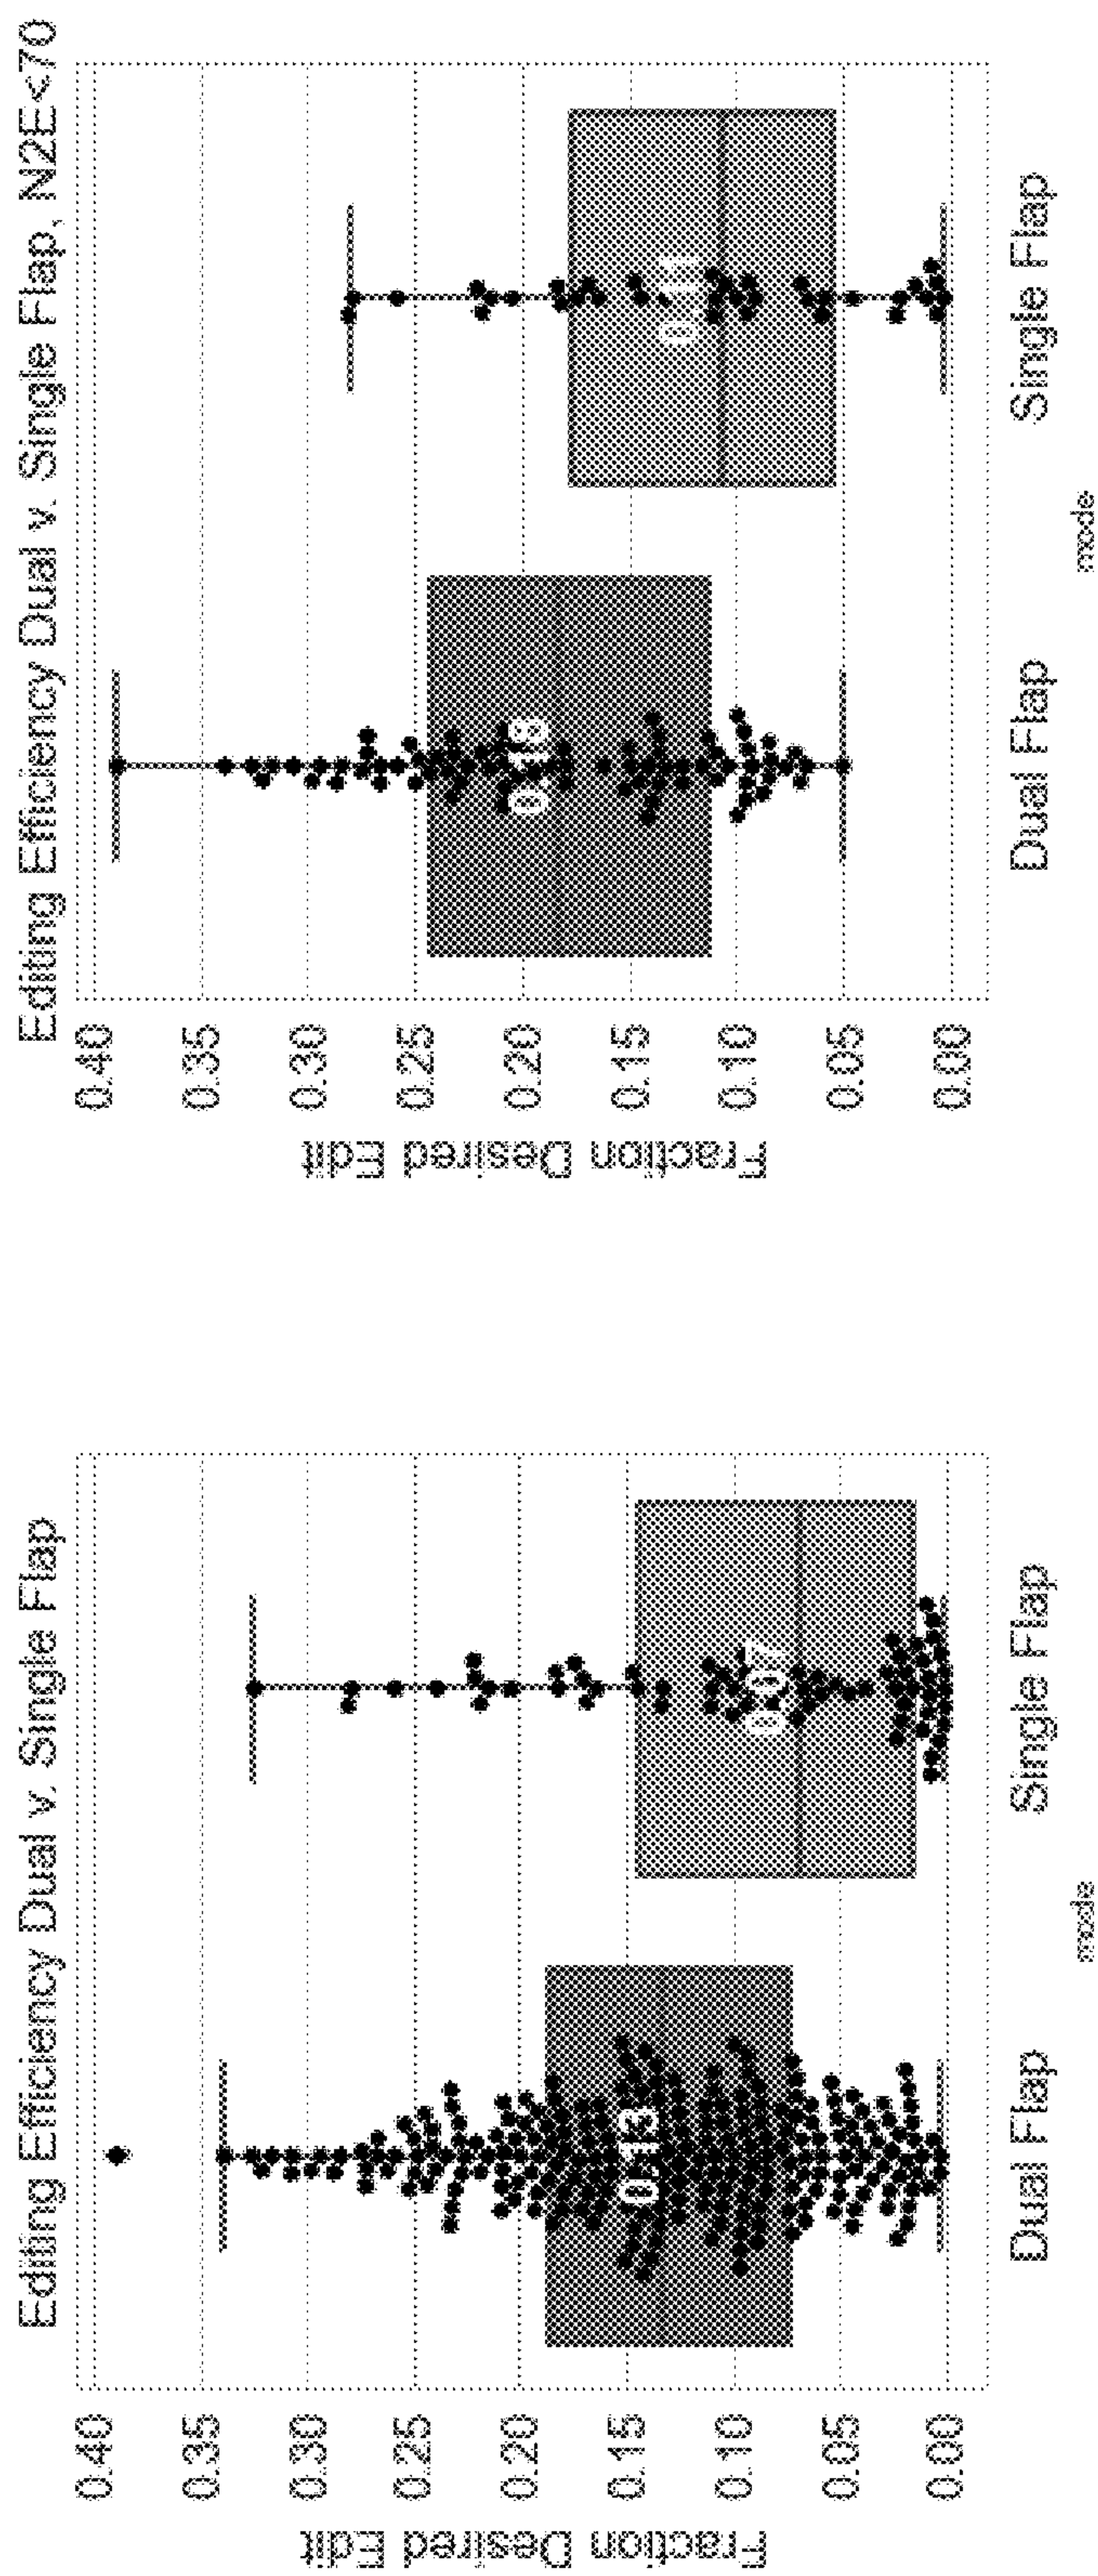 Editing Efficiency Dual v. Single Flap
Fraction Desired Edit
0.40
0.35
0.30
0.25
0.20
0.15
0.10
0.05
0.00
0.13
0.07
Dual Flap
Single Flap
mode
Editing Efficiency Dual v. Single Flap, N2E<70
Fraction Desired Edit
0.40
0.35
0.30
0.25
0.20
0.15
0.10
0.05
0.00
0.18
0.11
Dual Flap
Single Flap
mode